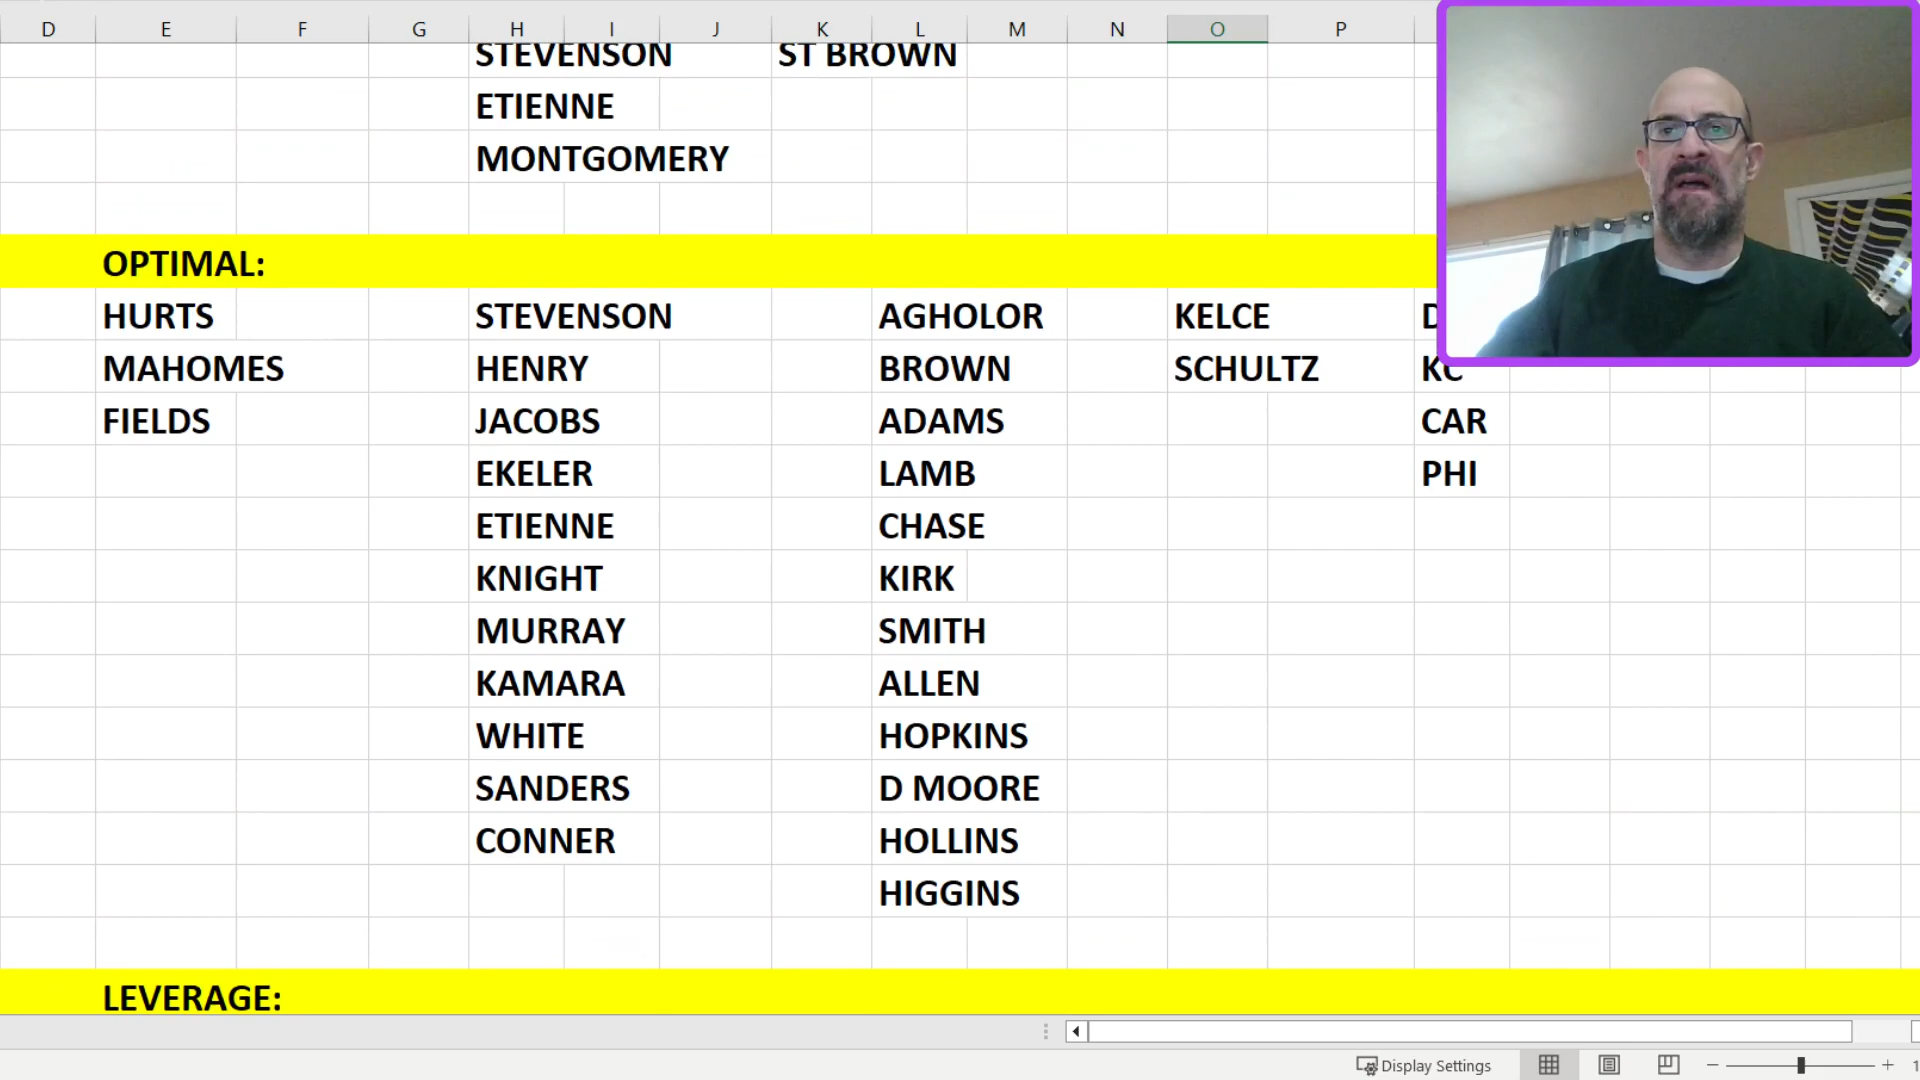 D E F G H I J K L M N O P
STEVENSON ST BROWN
ETIENNE
MONTGOMERY
OPTIMAL:
HURTS STEVENSON AGHOLOR KELCE
MAHOMES HENRY BROWN SCHULTZ KC
FIELDS JACOBS ADAMS CAR
EKELER LAMB PHI
ETIENNE CHASE
KNIGHT KIRK
MURRAY SMITH
KAMARA ALLEN
WHITE HOPKINS
SANDERS D MOORE
CONNER HOLLINS
HIGGINS
LEVERAGE:
Display Settings